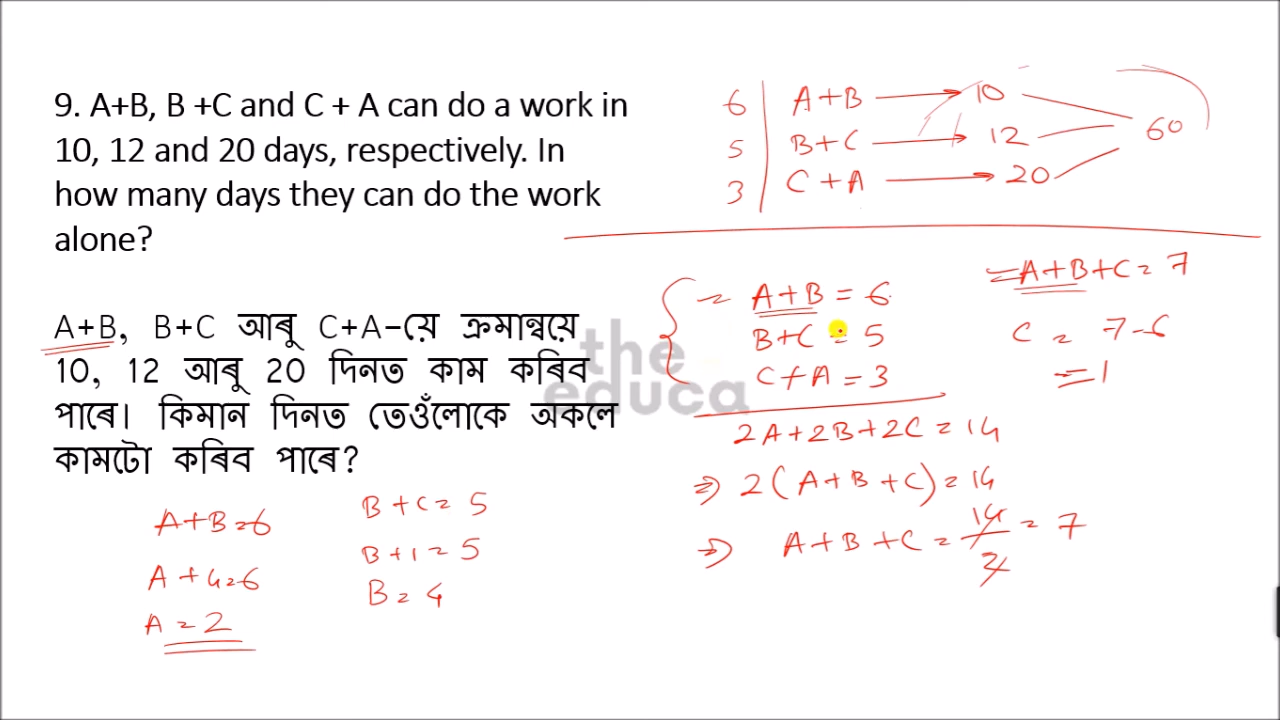 9. A+B, B +C and C + A can do a work in
10, 12 and 20 days, respectively. In
how many days they can do the work
alone?
A+B, B+C আৰু C+A-য়ে ক্ৰমান্বয়ে
10, 12 আৰু 20 দিনত কাম কৰিব
পাৰে। কিমান দিনত তেওঁলোকে অকলে
কামটো কৰিব পাৰে?
A+B=6
A+4=6
A=2
B+C=5
B+1=5
B=4
6 A+B → 10
5 B+C → 12 60
3 C+A → 20
= A+B = 6
B+C = 5
C+A = 3
2A+2B+2C=14
⇒ 2(A+B+C)=14
⇒ A+B+C=14/2=7
=A+B+C=7
C = 7-6
=1
the
educa